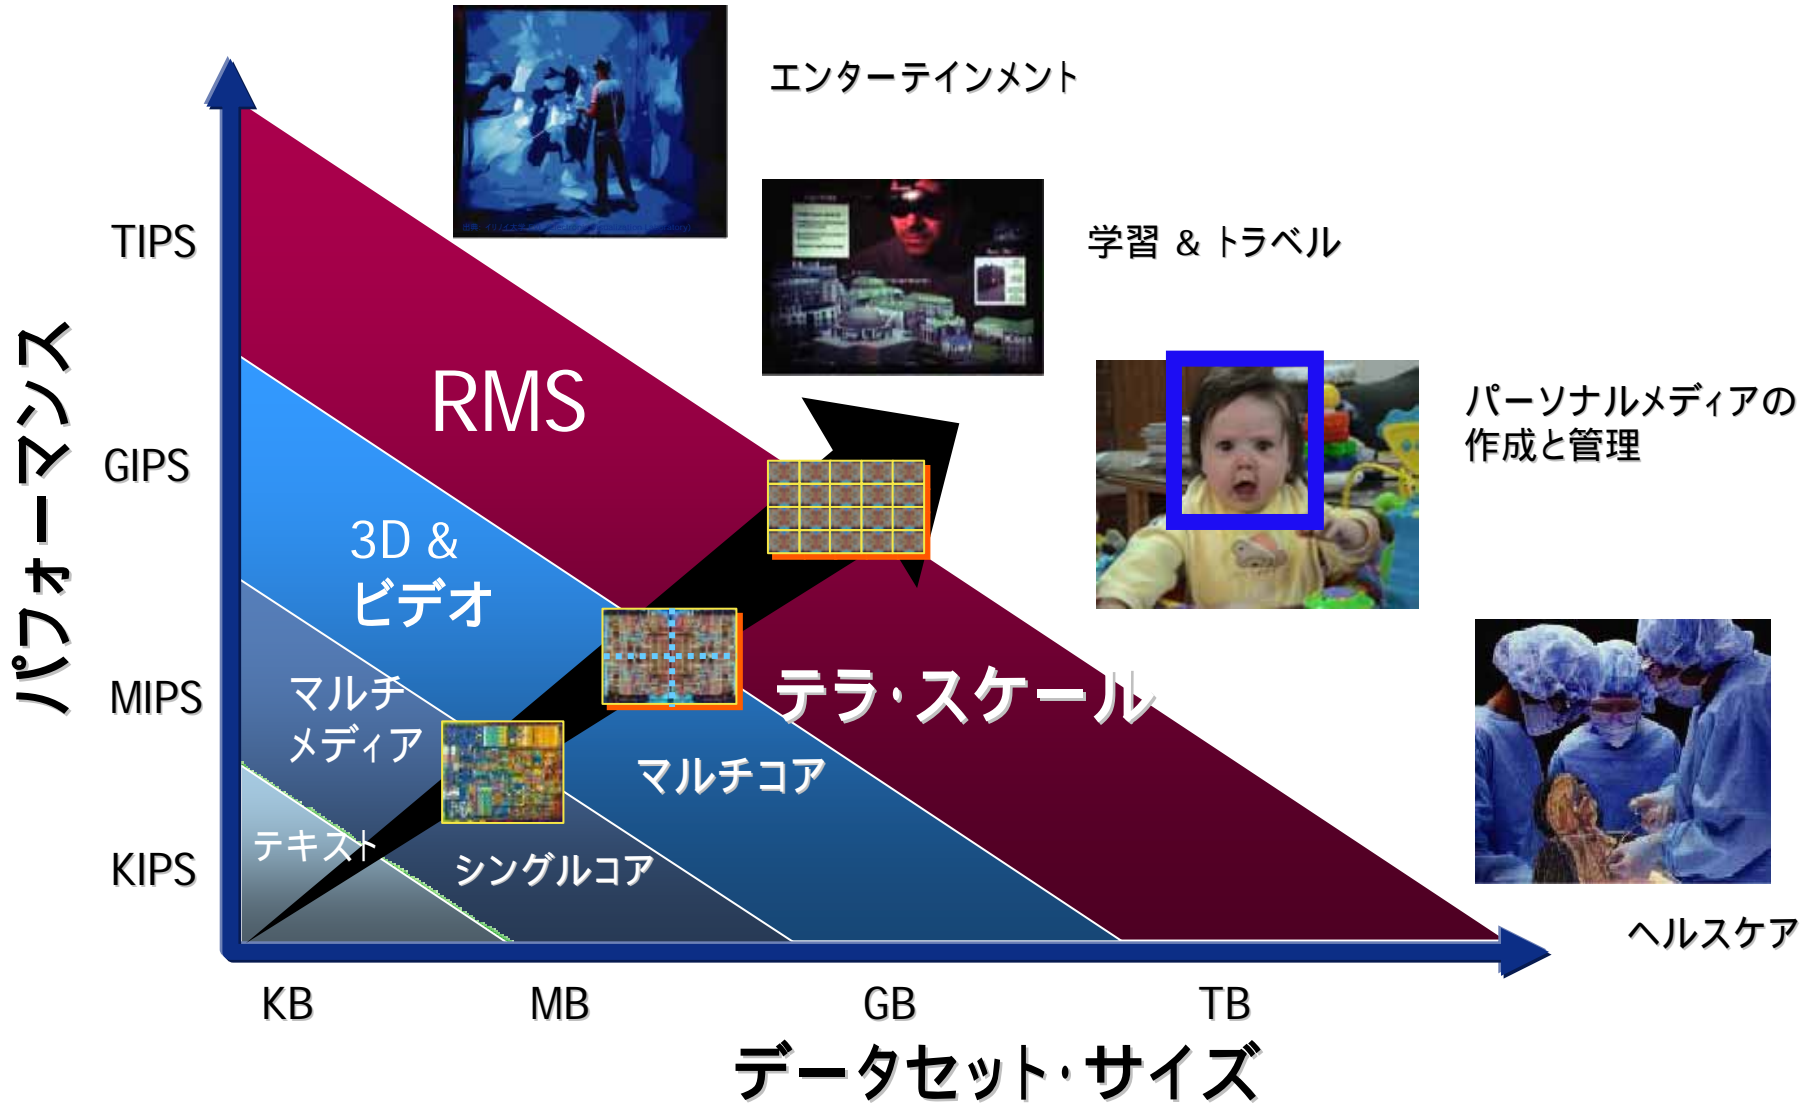 エンターテインメント
学習 & トラベル
TIPS
RMS
パーソナルメディアの
作成と管理
GIPS
3D &
ビデオ
パフォーマンス
マルチ
メディア
MIPS
テラ・スケール
マルチコア
テキスト
シングルコア
KIPS
ヘルスケア
KB
MB
GB
TB
データセット・サイズ